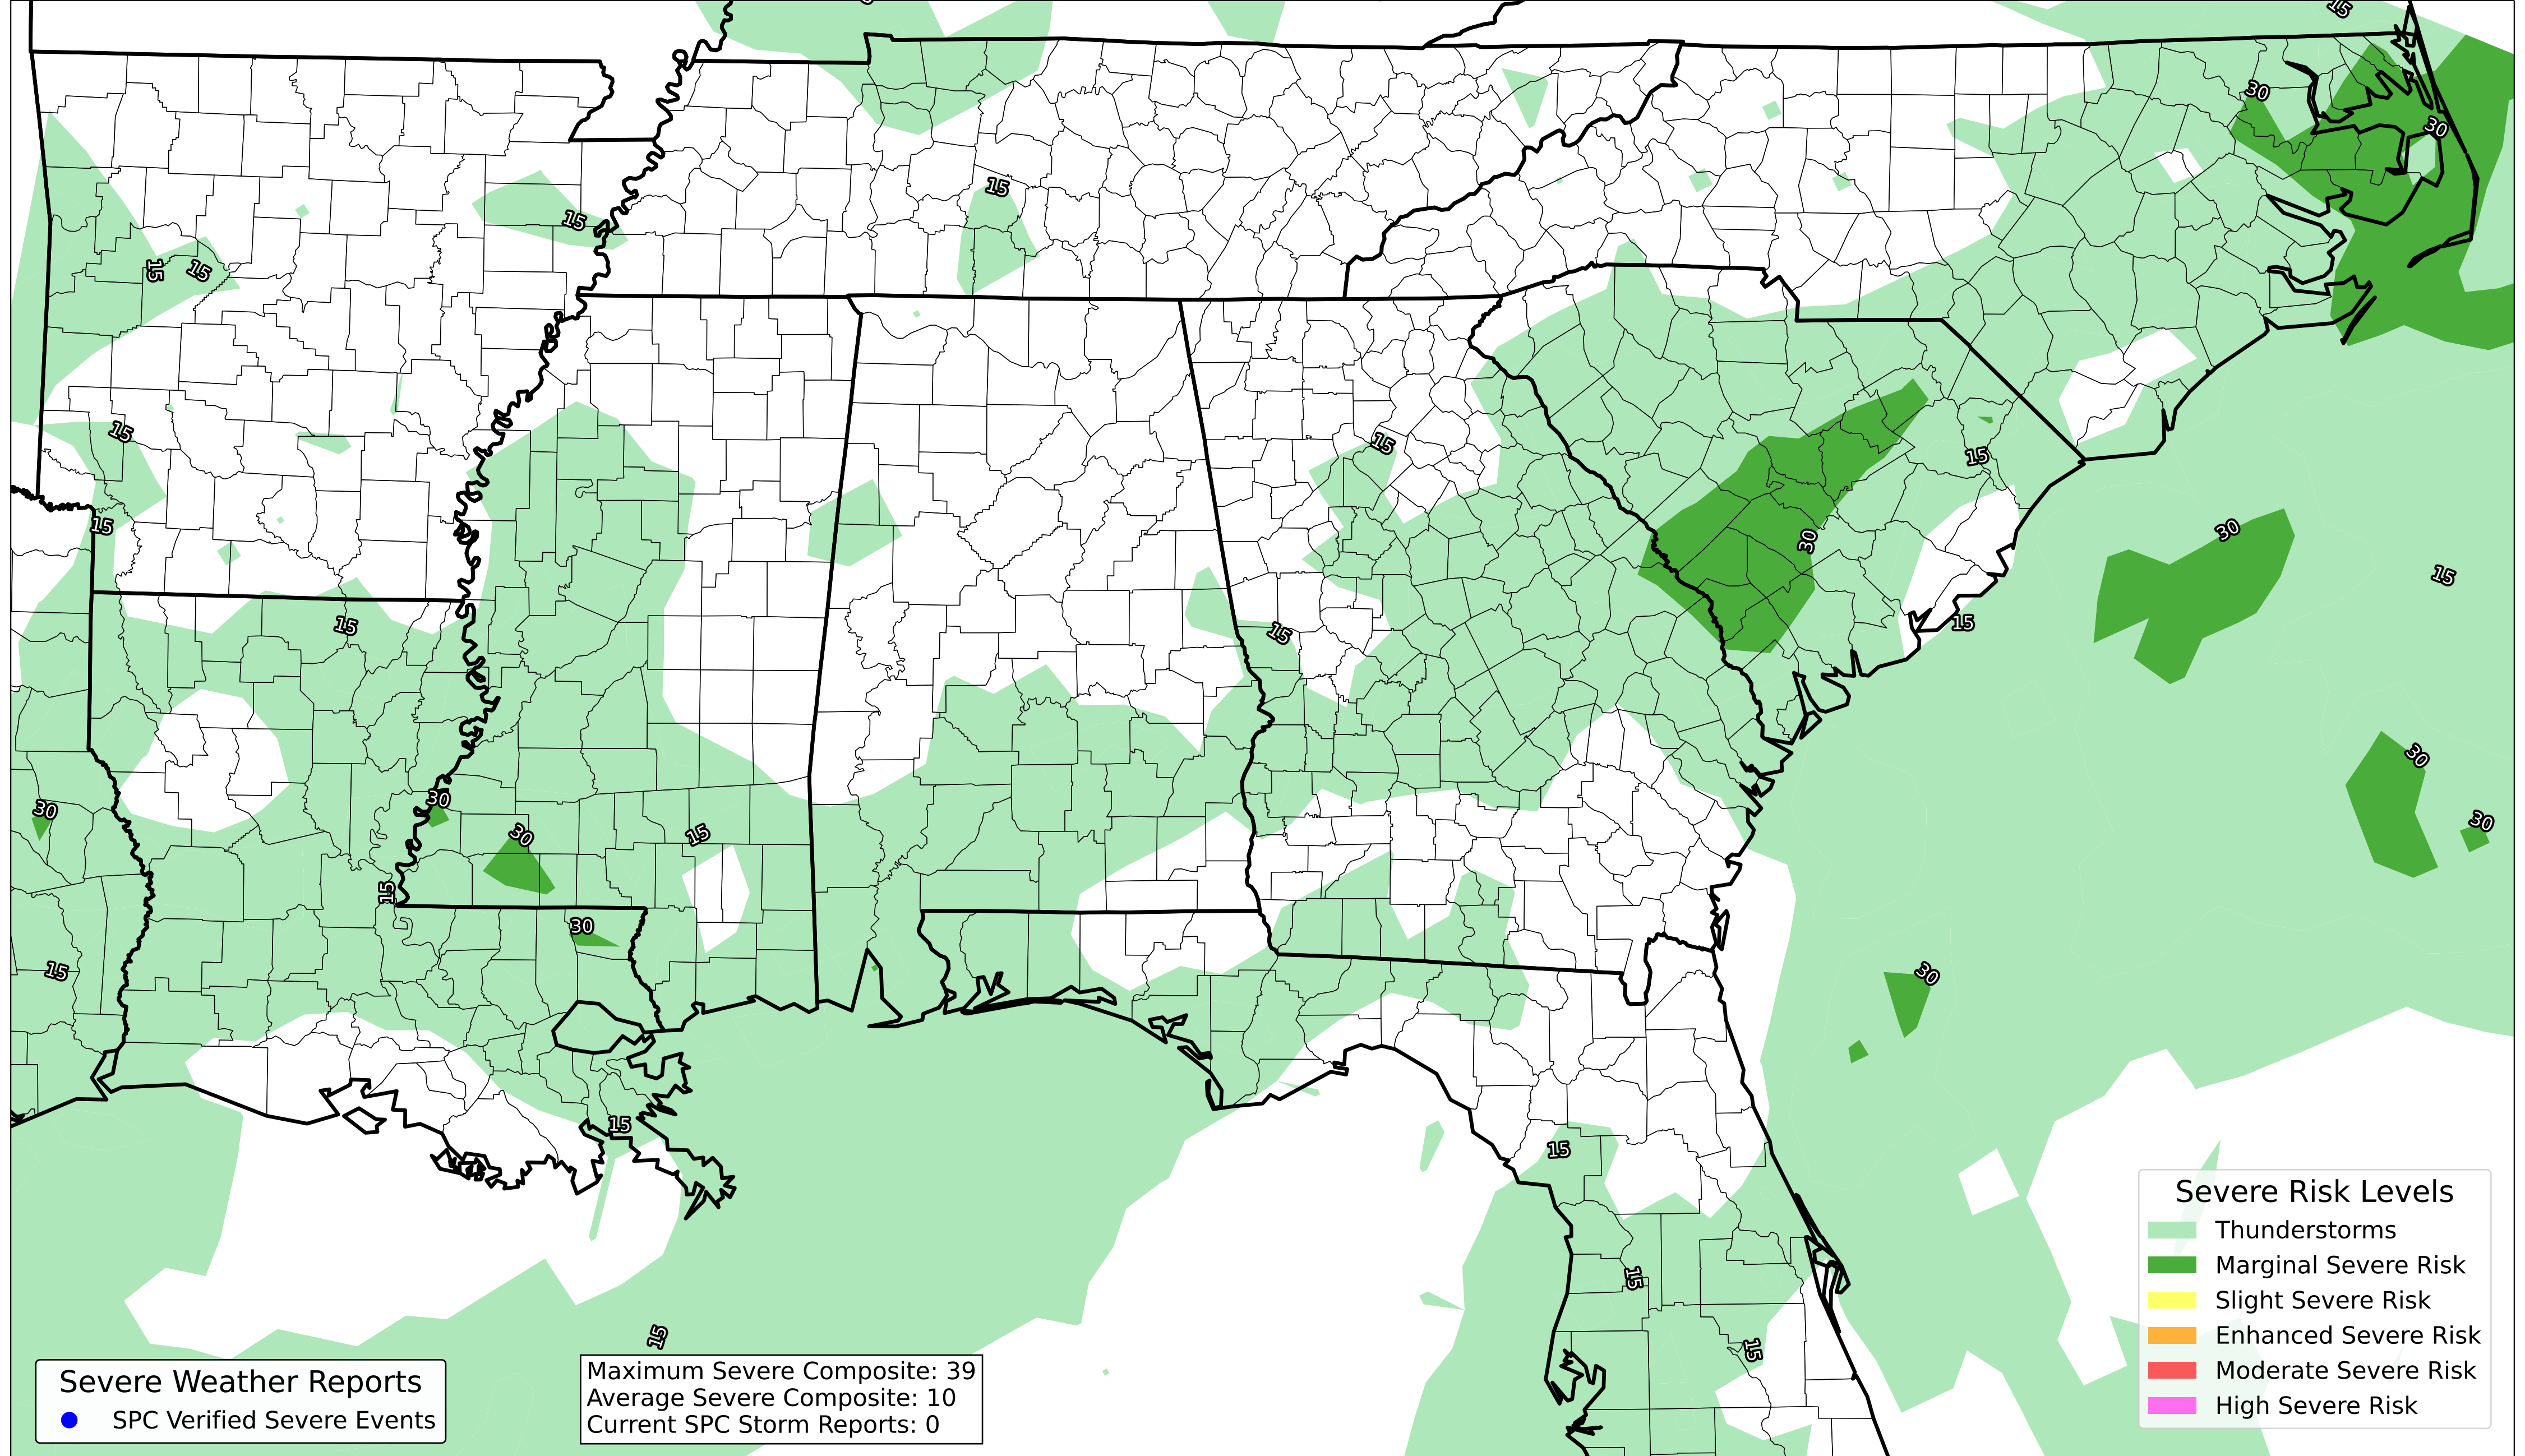 15
30
30
15
15
15
15
15
15
15
30
15
30
15
30
15
15
15
15
30
30
30
30
30
15
15
30
15
30
15
15
15
15
15
Severe Risk Levels
Thunderstorms
Marginal Severe Risk
Slight Severe Risk
Enhanced Severe Risk
Moderate Severe Risk
High Severe Risk
Severe Weather Reports
SPC Verified Severe Events
Maximum Severe Composite: 39
Average Severe Composite: 10
Current SPC Storm Reports: 0